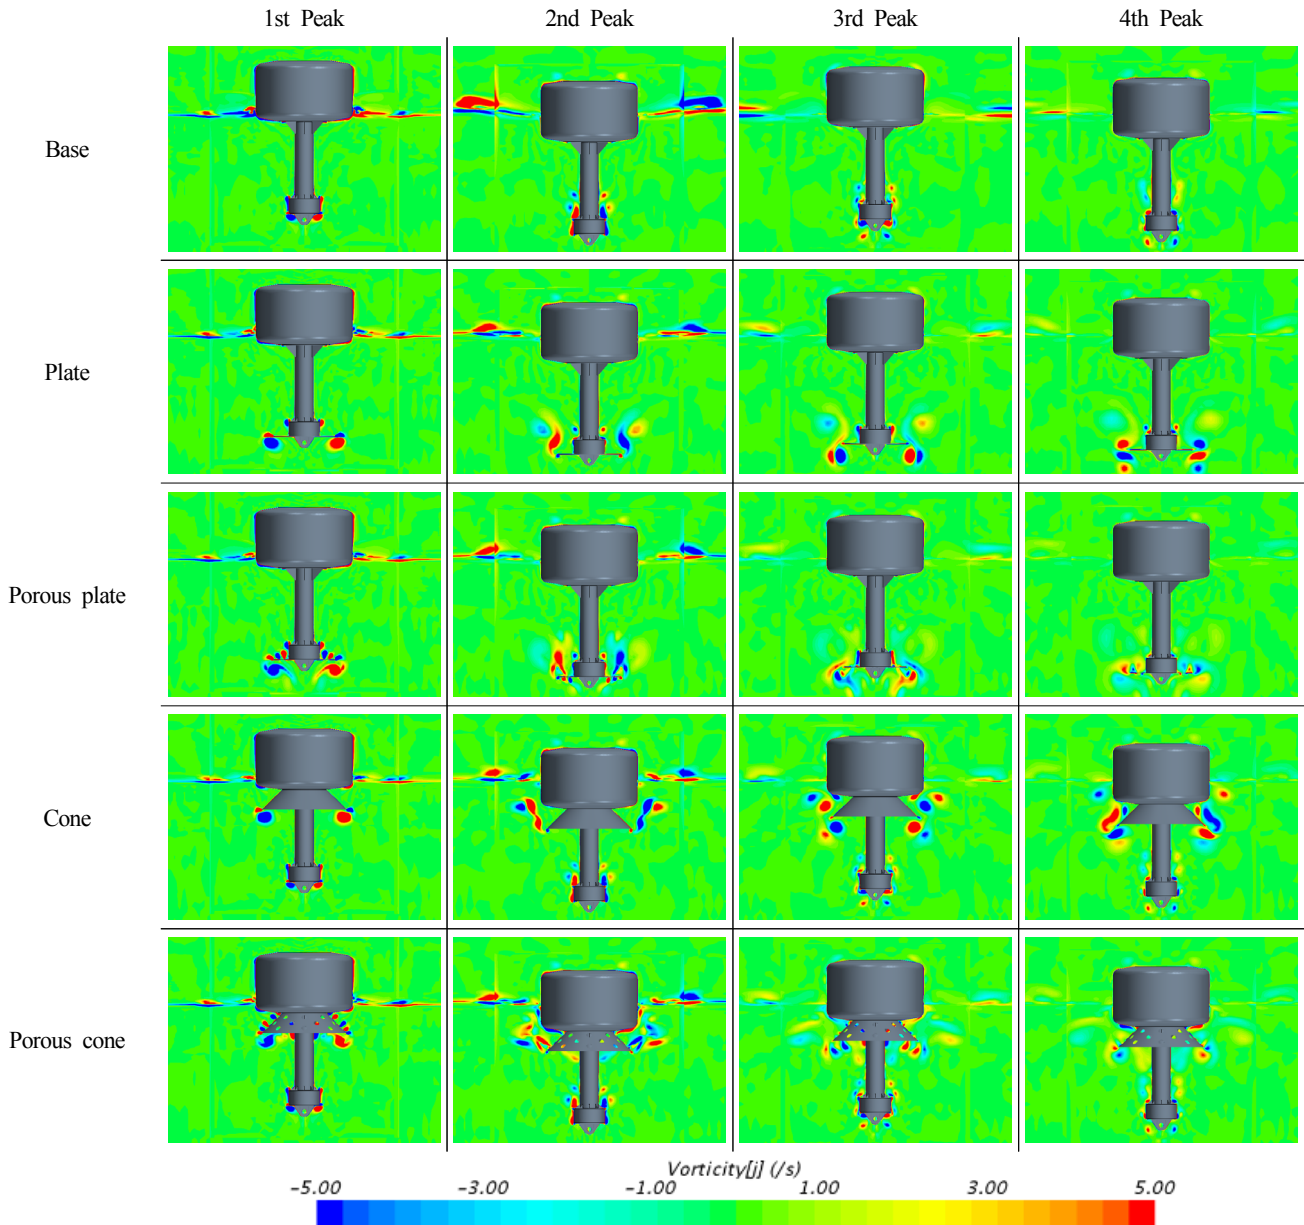 1st Peak 2nd Peak 3rd Peak 4th Peak
Base
Plate
Porous plate
Cone
Porous cone
Vorticity[j] (/s)
-5.00 -3.00 -1.00 1.00 3.00 5.00